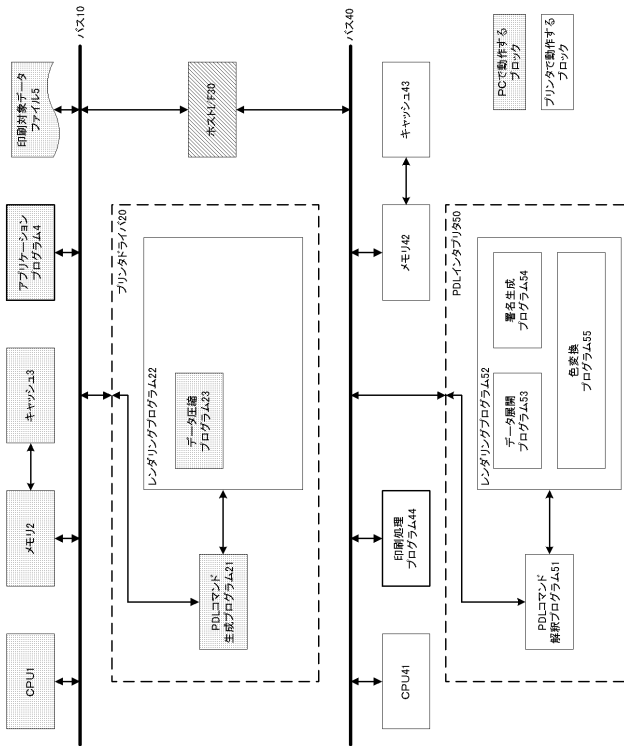 CPU1
メモリ2
キャッシュ3
アプリケーション
プログラム4
印刷対象データ
ファイル5
バス10
プリンタドライバ20
PDLコマンド
生成プログラム21
レンダリングプログラム22
データ圧縮
プログラム23
ホストI/F30
バス40
CPU41
印刷処理
プログラム44
メモリ42
キャッシュ43
PDLインタプリタ50
PDLコマンド
解釈プログラム51
レンダリングプログラム52
データ展開
プログラム53
署名生成
プログラム54
色変換
プログラム55
PCで動作する
ブロック
プリンタで動作する
ブロック